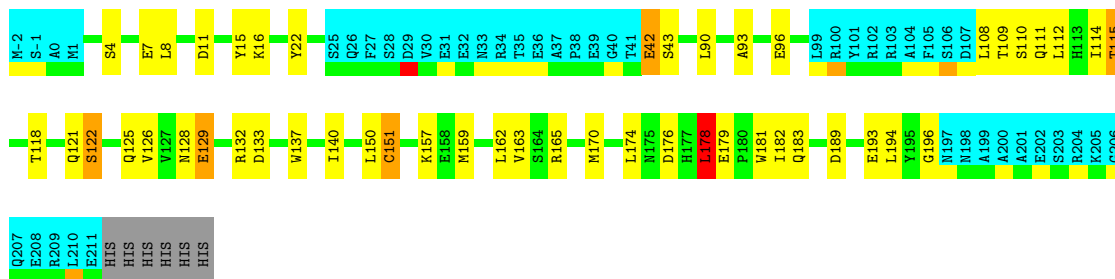 M-2 S-1 A0 M1 S4 E7 L8 D11 Y15 K16 Y22 S25 Q26 F27 S28 D29 V30 E31 E32 N33 R34 T35 E36 A37 P38 E39 G40 T41 E42 S43 L90 A93 E96 L99 R100 Y101 R102 R103 A104 F105 S106 D107 L108 T109 S110 Q111 L112 H113 I114 T115
T118 Q121 S122 Q125 V126 V127 N128 E129 R132 D133 W137 I140 L150 C151 K157 E158 M159 L162 V163 S164 R165 M170 L174 N175 D176 H177 L178 E179 P180 W181 I182 Q183 D189 E193 L194 Y195 G196 N197 N198 A199 A200 A201 E202 S203 R204 K205
Q207 E208 R209 L210 E211 HIS HIS HIS HIS HIS HIS